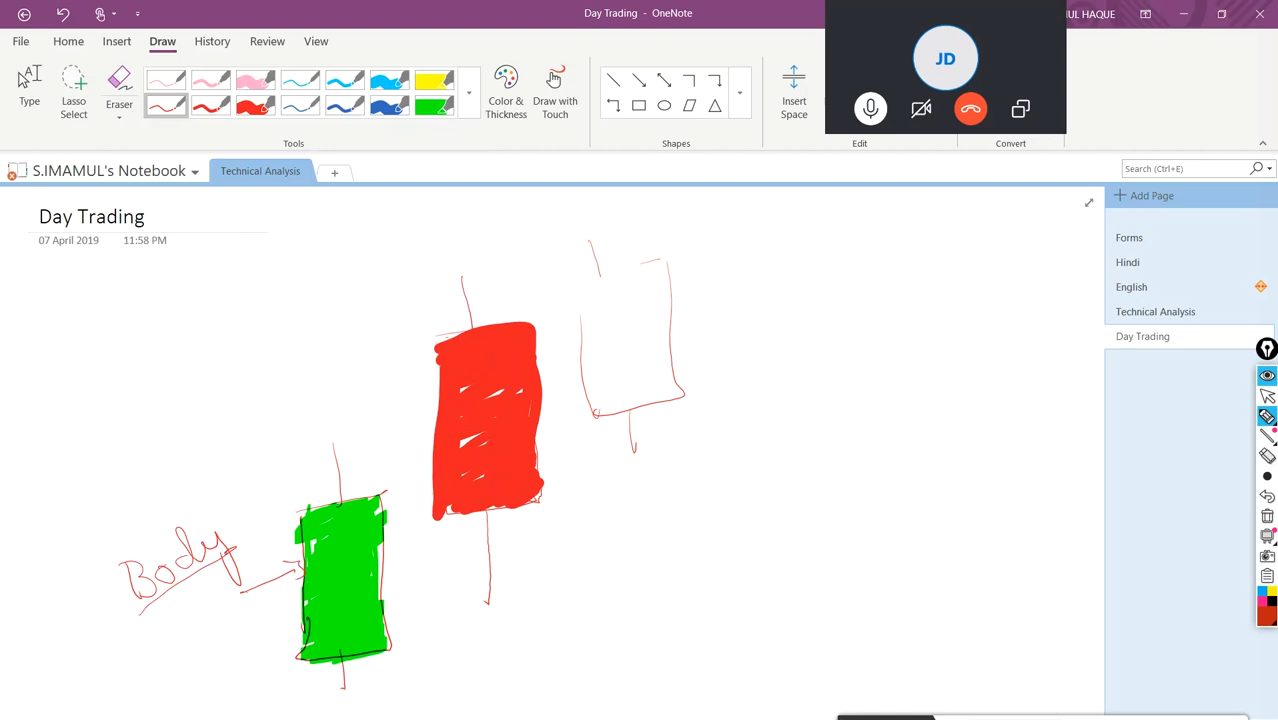 Day Trading - OneNote
JD
MUL HAQUE
File Home Insert Draw History Review View
Type
Lasso Select
Eraser
Color & Thickness
Draw with Touch
Insert Space
Tools
Shapes
Edit
Convert
S.IMAMUL's Notebook
Technical Analysis
Search (Ctrl+E)
Add Page
Day Trading
07 April 2019 11:58 PM
Forms
Hindi
English
Technical Analysis
Day Trading
Body